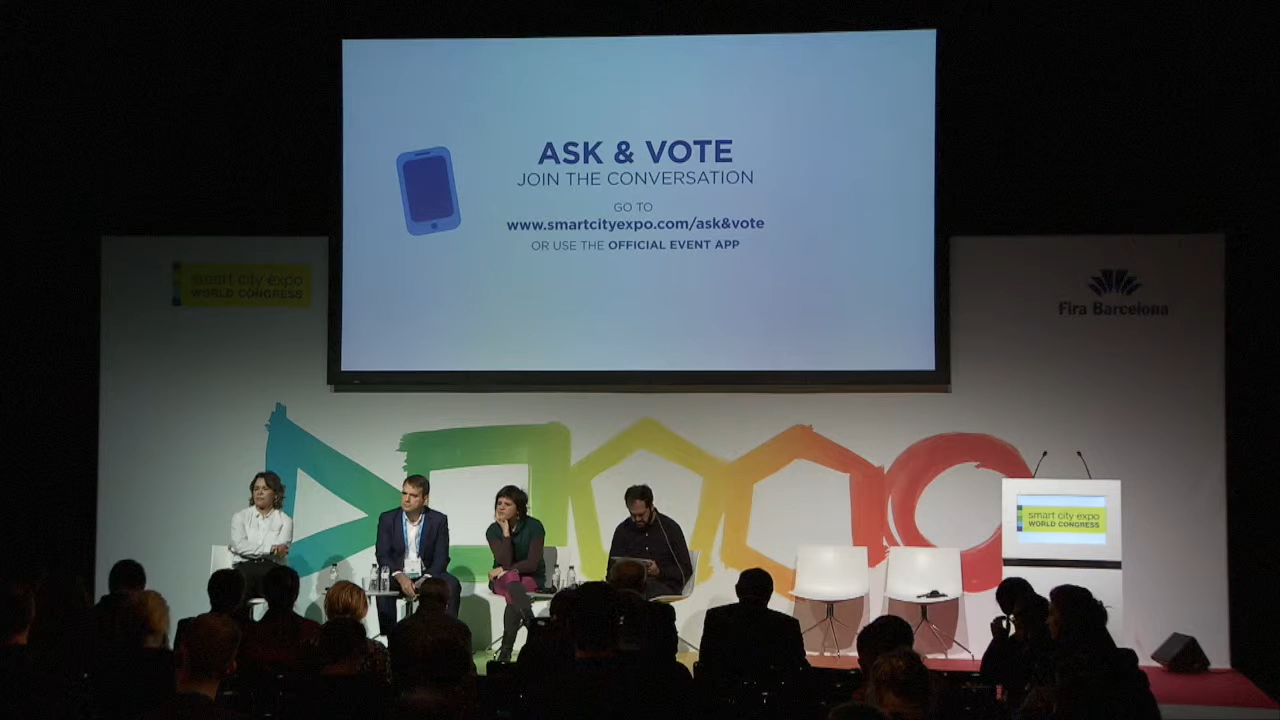 ASK & VOTE
JOIN THE CONVERSATION
GO TO
www.smartcityexpo.com/ask&vote
OR USE THE OFFICIAL EVENT APP
smart city expo
WORLD CONGRESS
Fira Barcelona
smart city expo
WORLD CONGRESS